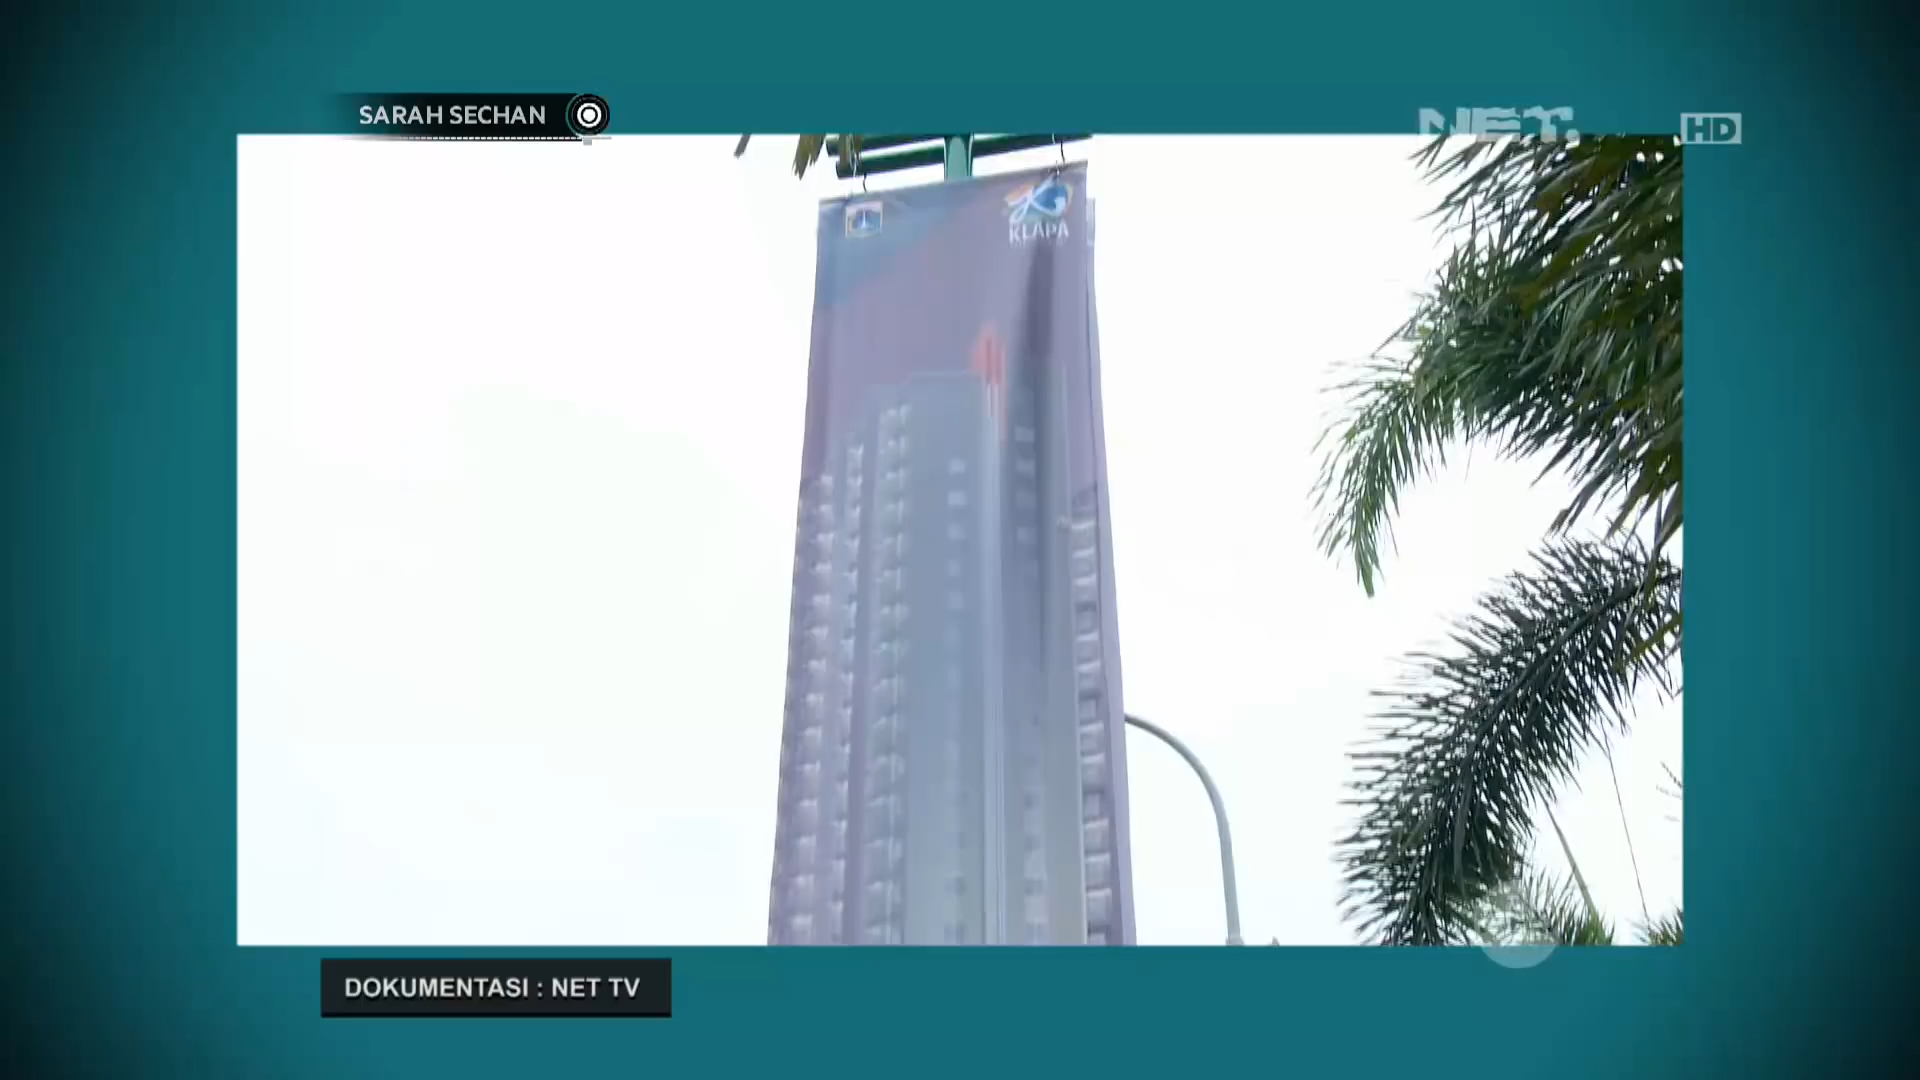 SARAH SECHAN
NET.
HD
KLAPA
DOKUMENTASI : NET TV